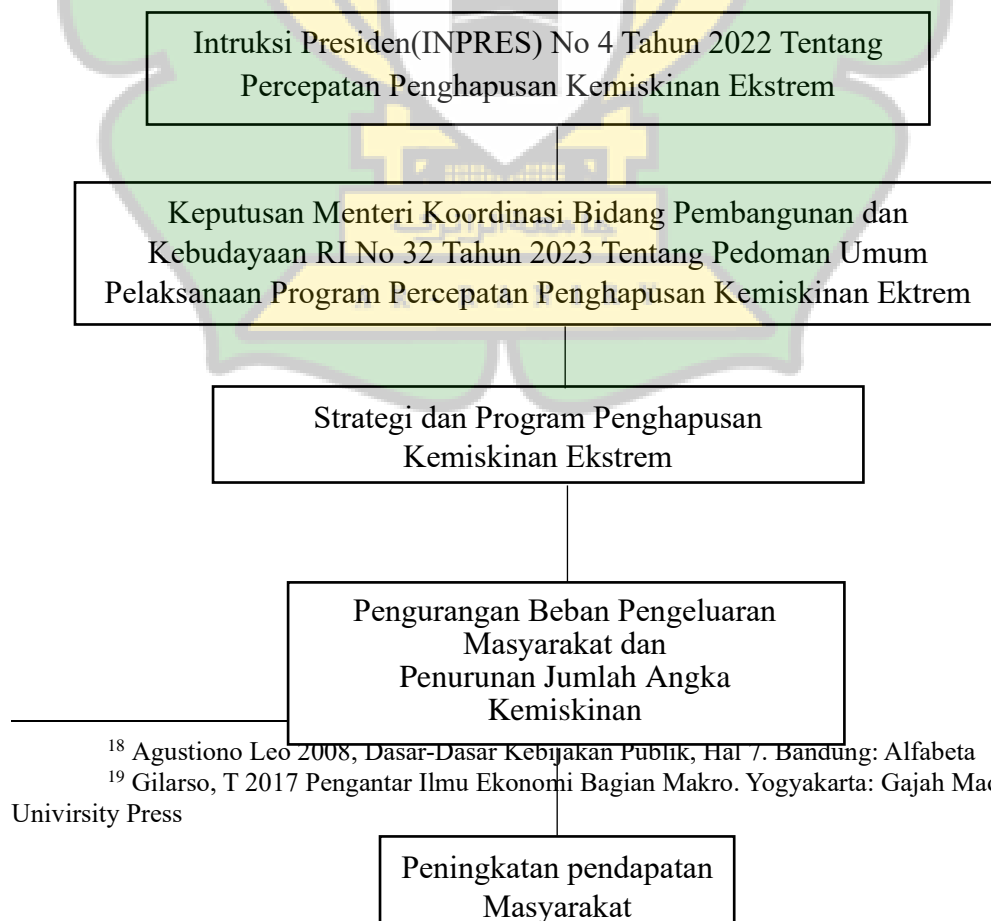 Intruksi Presiden(INPRES) No 4 Tahun 2022 Tentang
Percepatan Penghapusan Kemiskinan Ekstrem
Keputusan Menteri Koordinasi Bidang Pembangunan dan
Kebudayaan RI No 32 Tahun 2023 Tentang Pedoman Umum
Pelaksanaan Program Percepatan Penghapusan Kemiskinan Ektrem
جامعة الرانري
Strategi dan Program Penghapusan
Kemiskinan Ekstrem
Pengurangan Beban Pengeluaran
Masyarakat dan
Penurunan Jumlah Angka
Kemiskinan
18 Agustiono Leo 2008, Dasar-Dasar Kebijakan Publik, Hal 7. Bandung: Alfabeta
19 Gilarso, T 2017 Pengantar Ilmu Ekonomi Bagian Makro. Yogyakarta: Gajah
Univirsity Press
Peningkatan pendapatan
Masyarakat